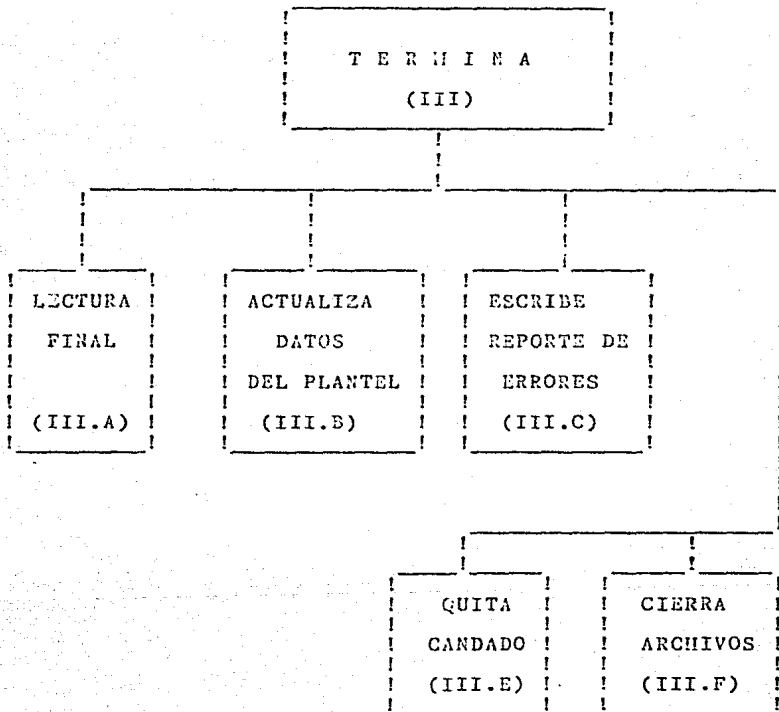 T E R M I N A
(III)
LECTURA
FINAL
(III.A)
ACTUALIZA
DATOS
DEL PLANTEL
(III.B)
ESCRIBE
REPORTE DE
ERRORES
(III.C)
QUITA
CANDADO
(III.E)
CIERRA
ARCHIVOS
(III.F)